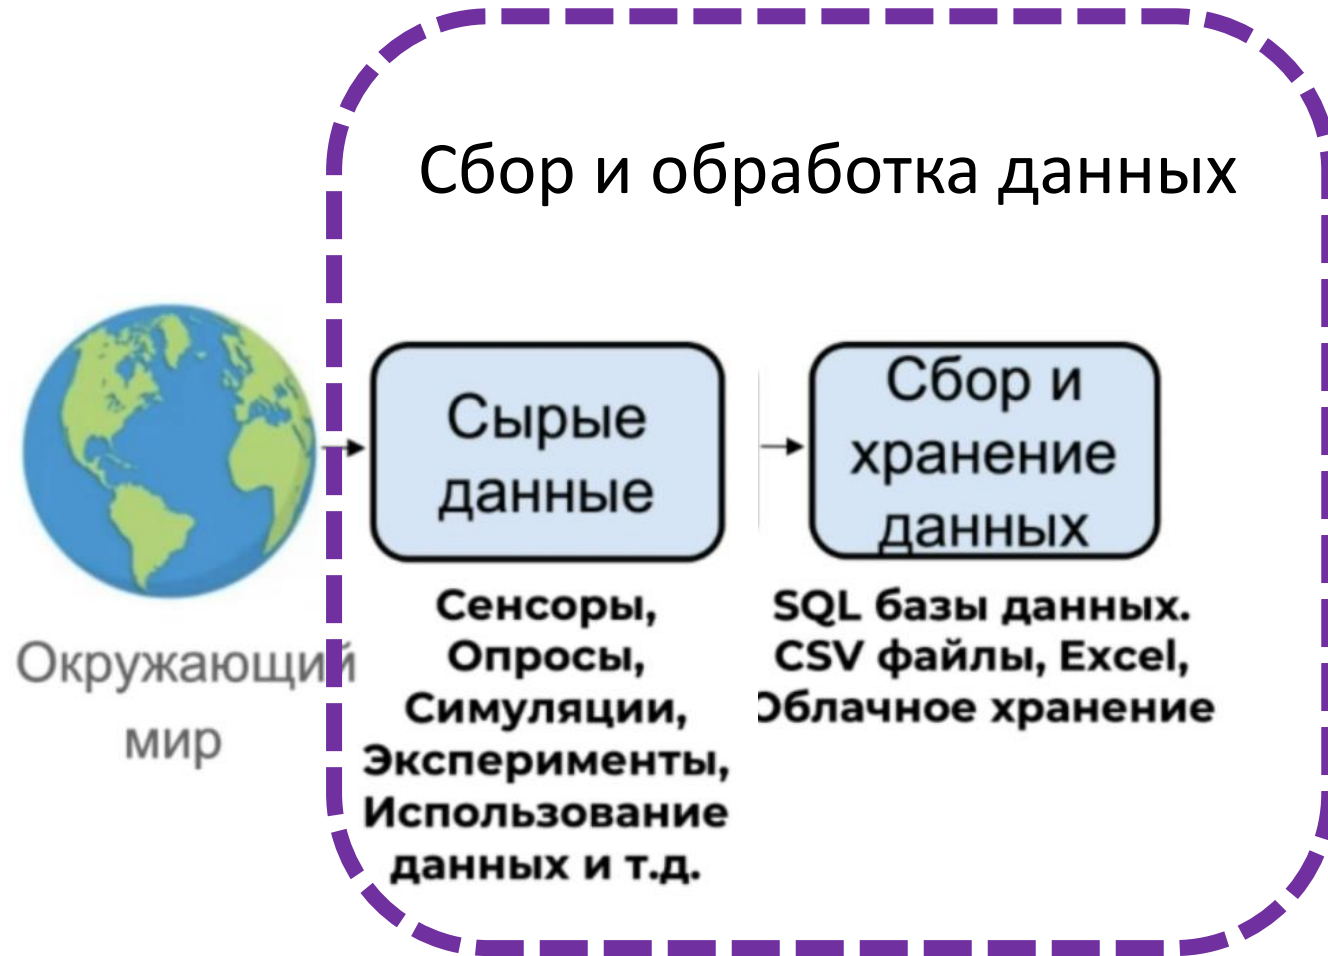 Сбор и обработка данных
Окружающий
мир
Сырые
данные
Сенсоры,
Опросы,
Симуляции,
Эксперименты,
Использование
данных и т.д.
Сбор и
хранение
данных
SQL базы данных.
CSV файлы, Excel,
Облачное хранение